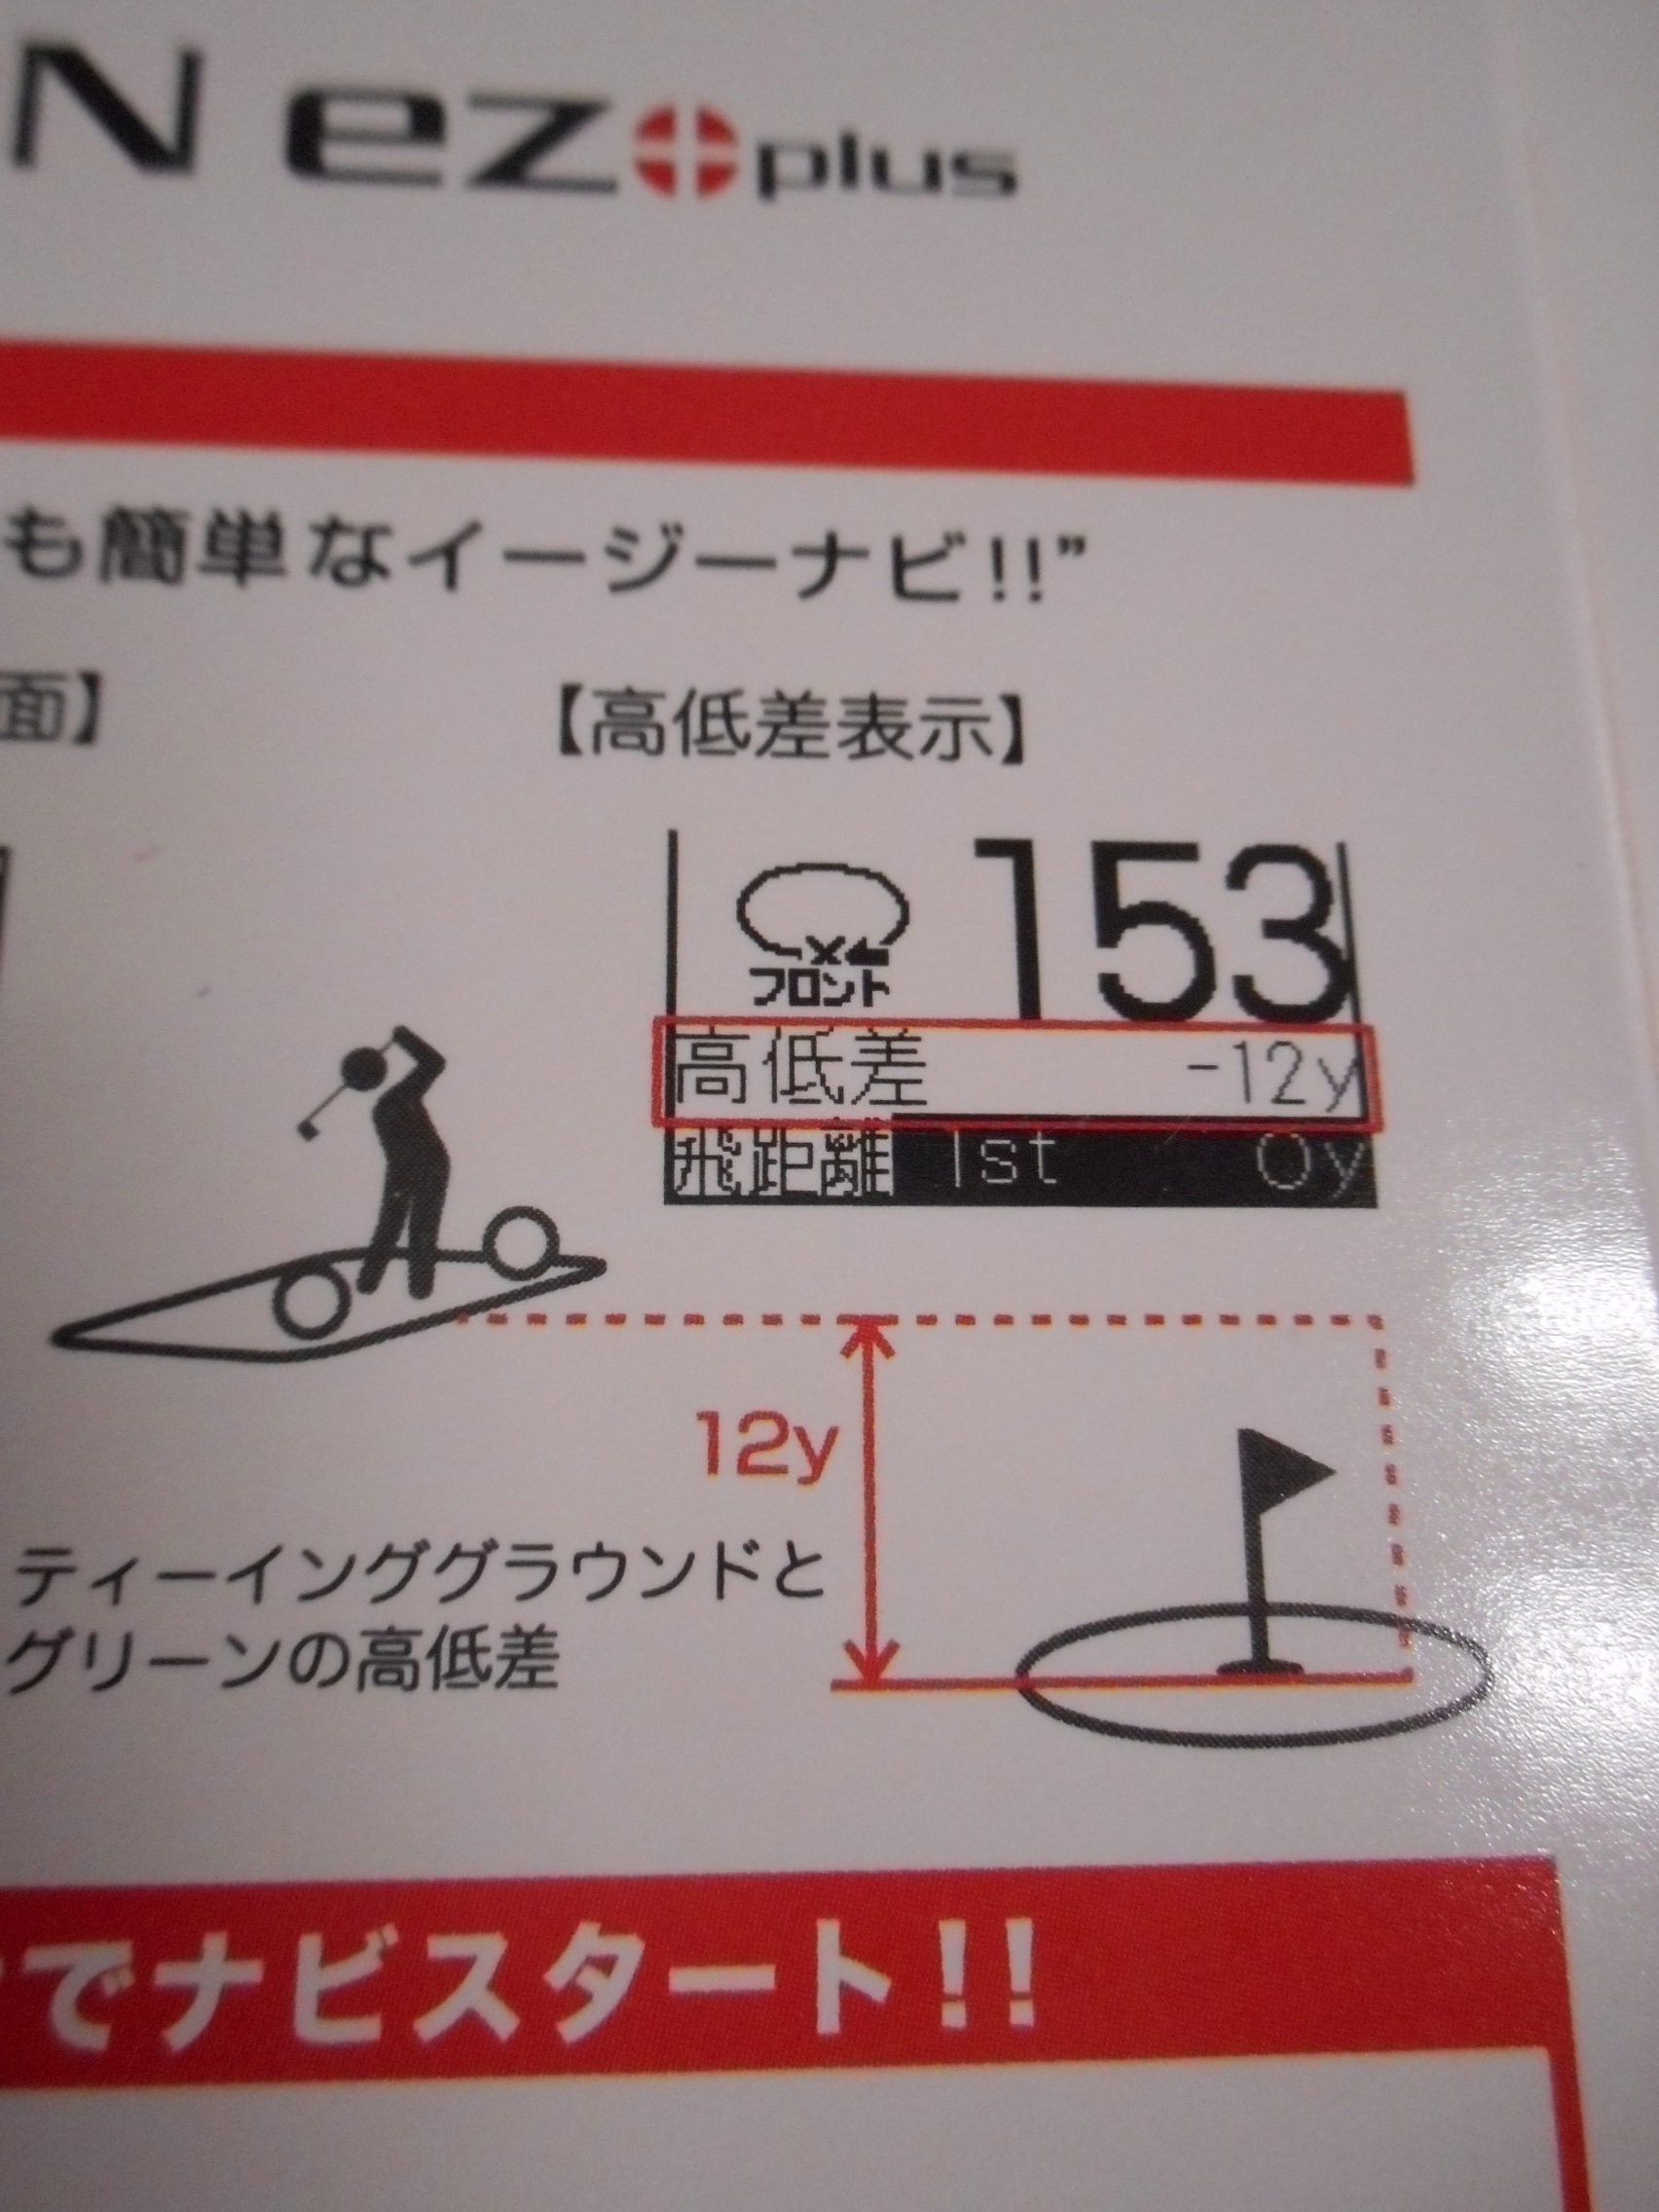 N ez plus
も簡単なイージーナビ!!”
面】
【高低差表示】
153
フロント
高低差 -12y
飛距離 1st 0y
12y
ティーインググラウンドと
グリーンの高低差
でナビスタート!!